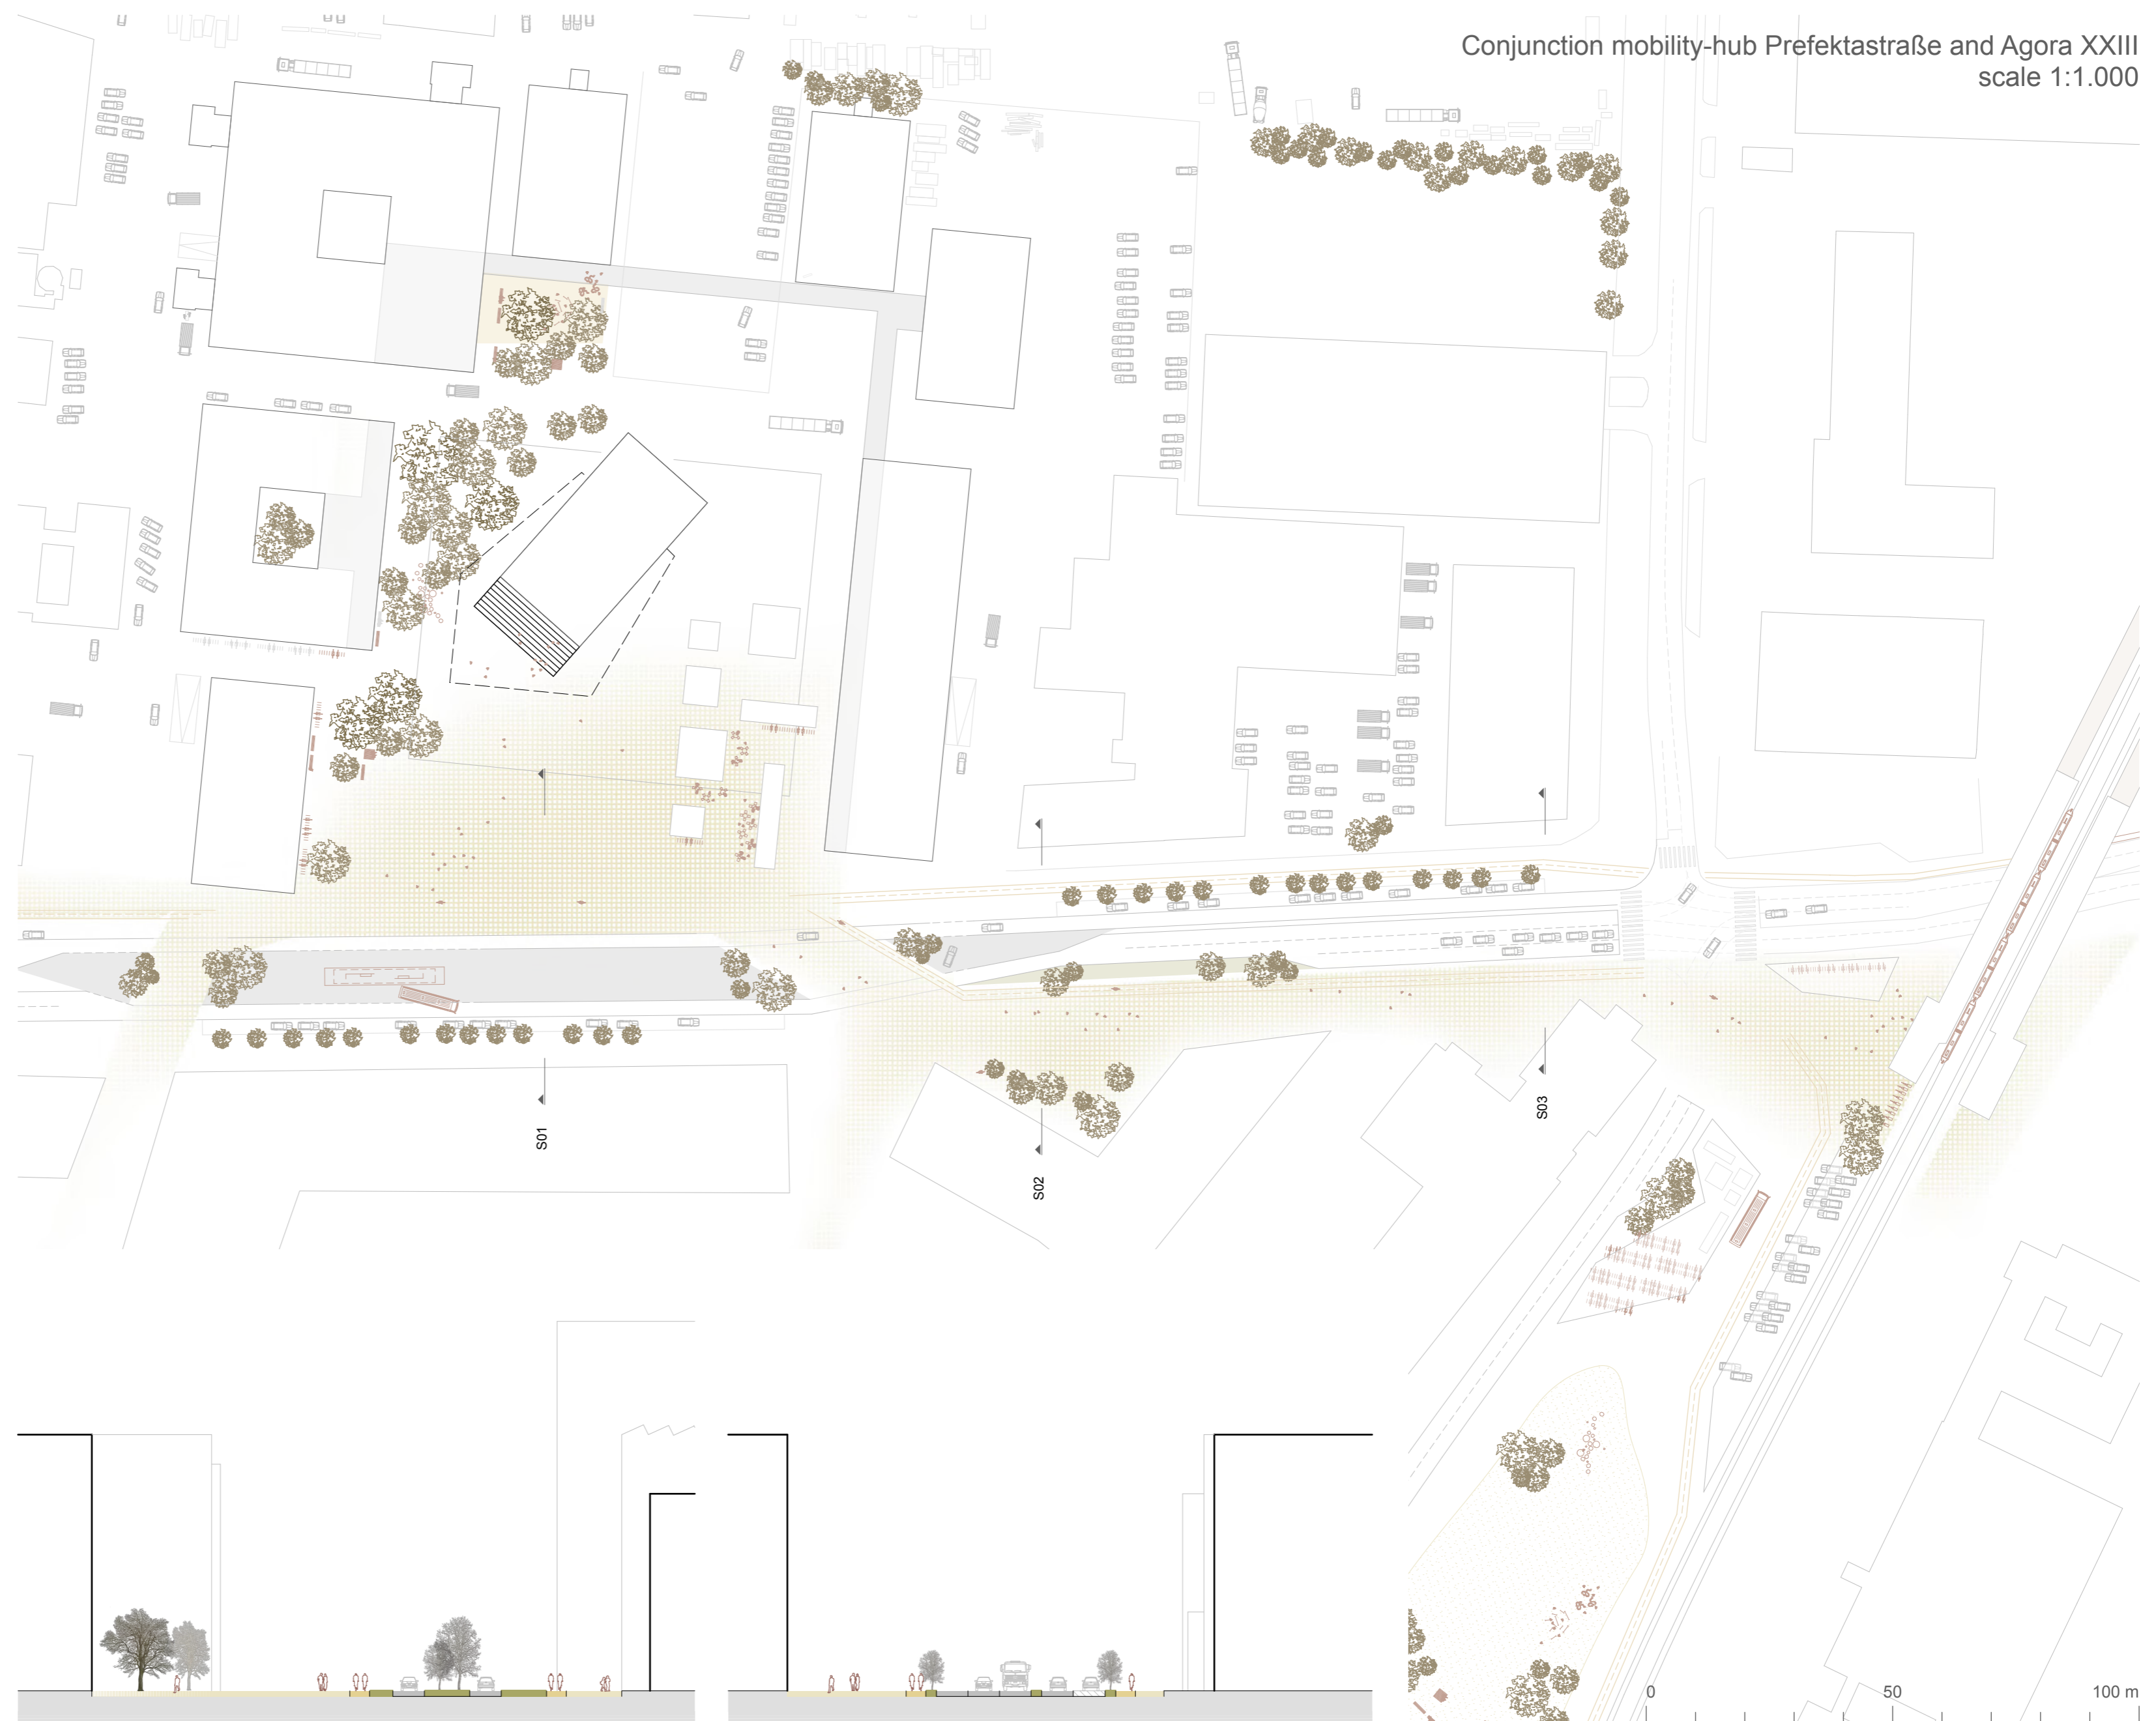 Conjunction mobility-hub Prefektastraße and Agora XXIII
scale 1:1.000
S01
S02
S03
0 50 100 m